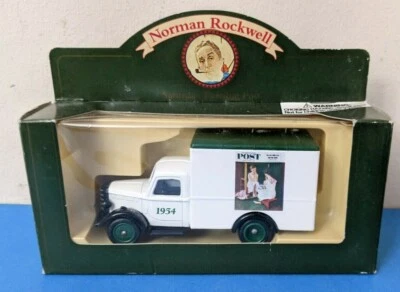 Norman Rockwell
WARNING
POST
1954